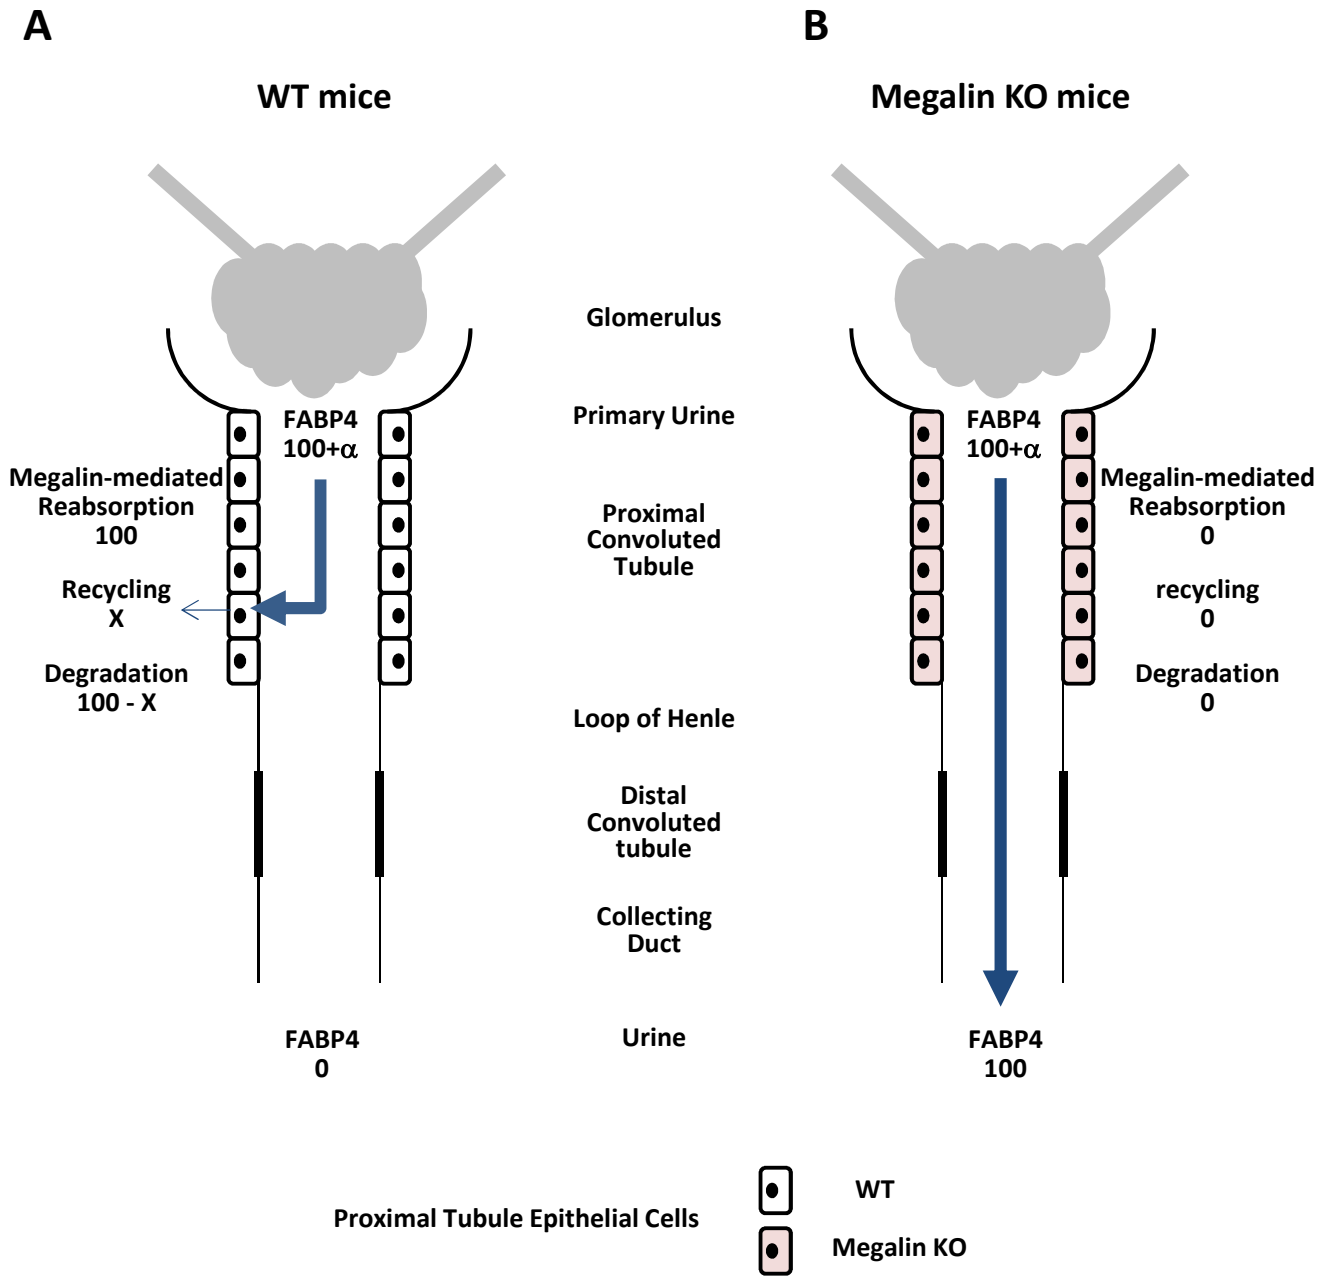 A
B
WT mice
Megalin KO mice
Glomerulus
FABP4
100+α
Primary Urine
FABP4
100+α
Megalin-mediated
Reabsorption
100
Proximal
Convoluted
Tubule
Megalin-mediated
Reabsorption
0
Recycling
X
recycling
0
Degradation
100 - X
Degradation
0
Loop of Henle
Distal
Convoluted
tubule
Collecting
Duct
FABP4
0
Urine
FABP4
100
Proximal Tubule Epithelial Cells
WT
Megalin KO